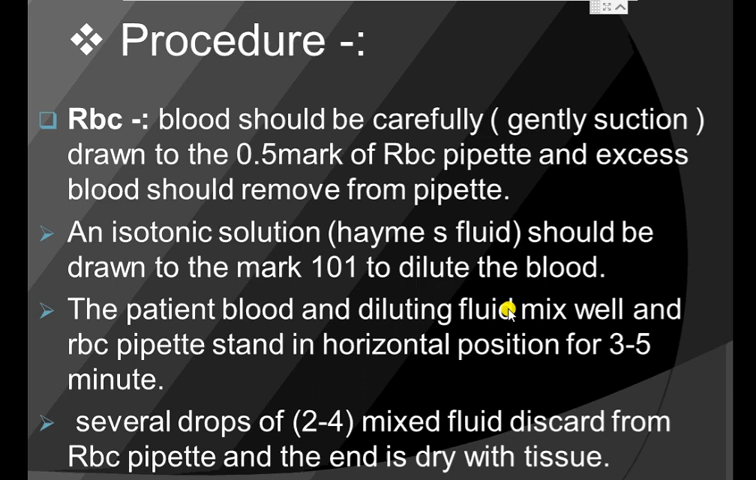 ❖ Procedure -:
❑ Rbc -: blood should be carefully ( gently suction )
drawn to the 0.5mark of Rbc pipette and excess
blood should remove from pipette.
➢ An isotonic solution (hayme s fluid) should be
drawn to the mark 101 to dilute the blood.
➢ The patient blood and diluting fluid mix well and
rbc pipette stand in horizontal position for 3-5
minute.
➢ several drops of (2-4) mixed fluid discard from
Rbc pipette and the end is dry with tissue.